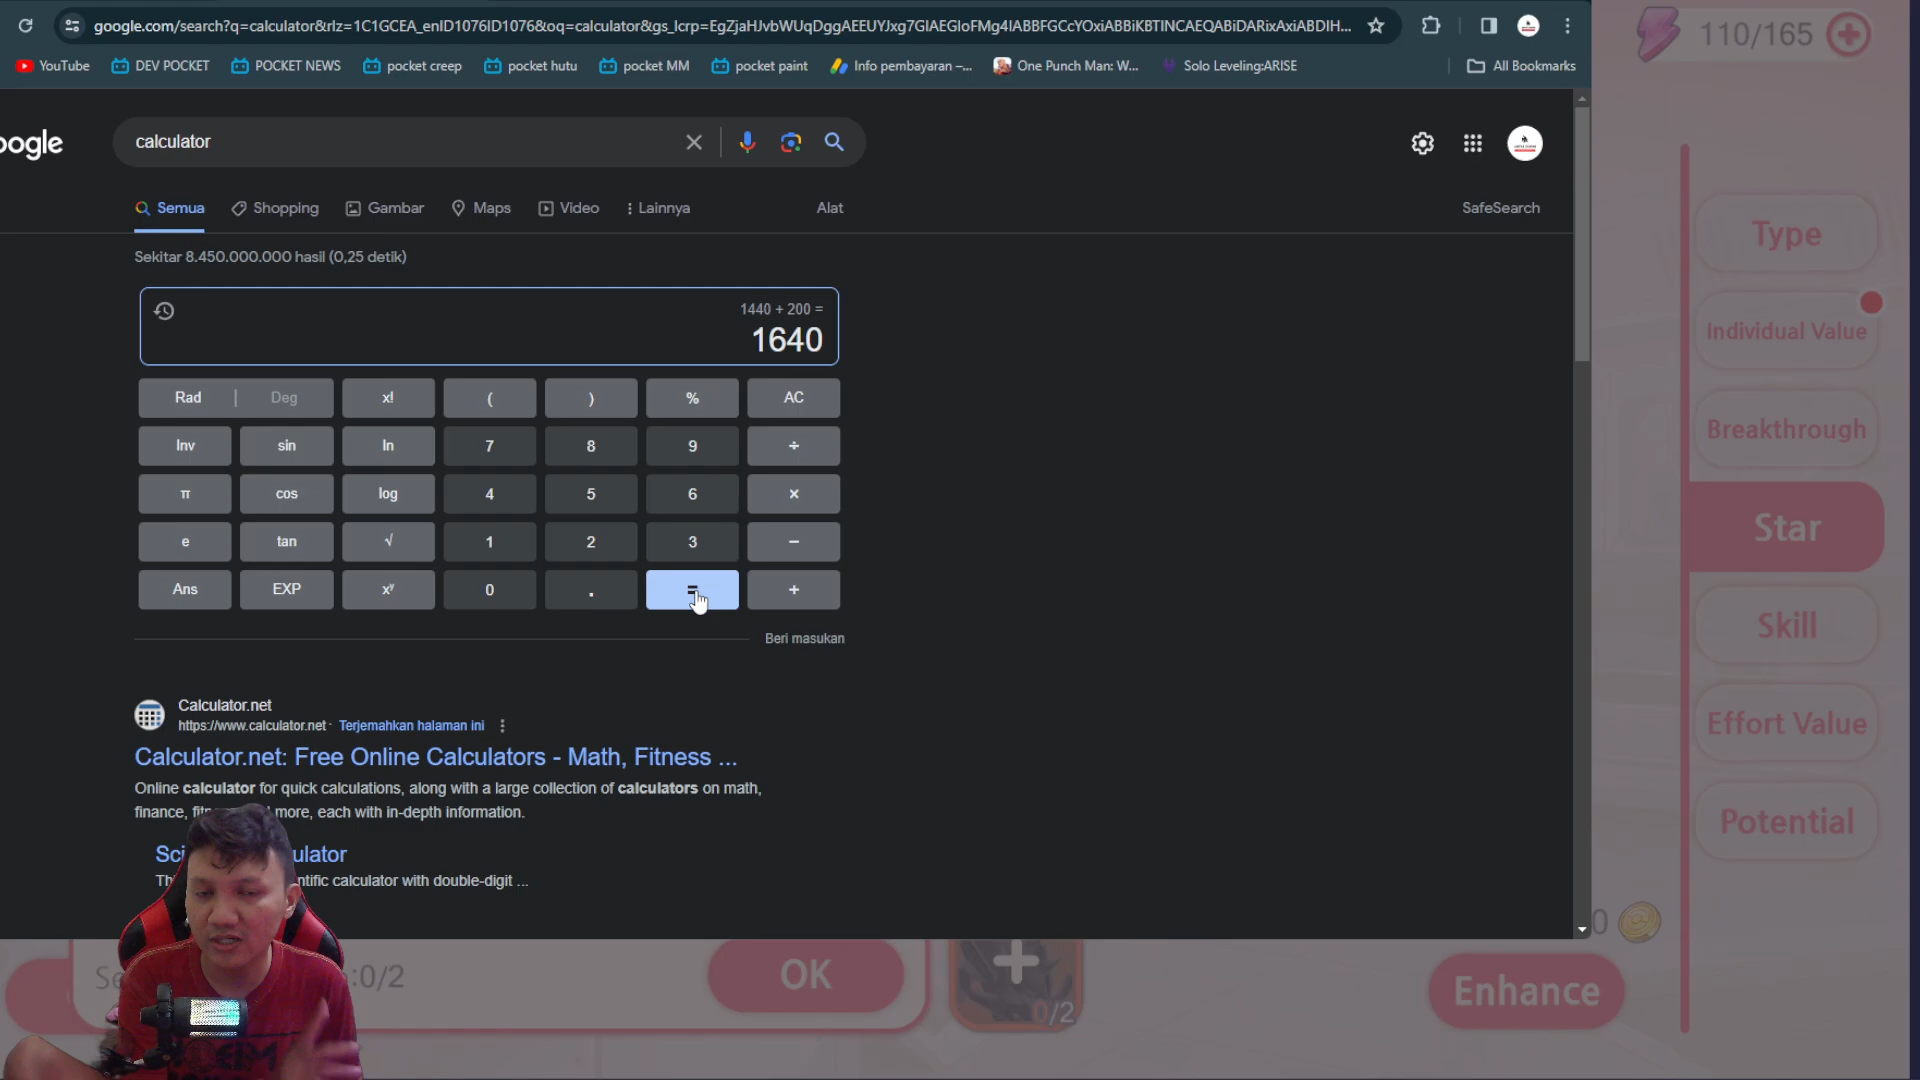 google.com/search?q=calculator&rlz=1C1GCEA_enID1076ID1076&oq=calculator&gs_lcrp=EgZjaHJvbWUqDggAEEUYJxg7GIAEGIoFMg4IABBFGCcYOxiABBiKBTINCAEQABiDARixAxiABDIH...
110/165
YouTube
DEV POCKET
POCKET NEWS
pocket creep
pocket hutu
pocket MM
pocket paint
Info pembayaran –...
One Punch Man: W...
Solo Leveling:ARISE
All Bookmarks
oogle
calculator
Semua
Shopping
Gambar
Maps
Video
Lainnya
Alat
SafeSearch
Sekitar 8.450.000.000 hasil (0,25 detik)
1440 + 200 =
1640
Rad | Deg x! ( ) % AC
Inv sin ln 7 8 9 ÷
π cos log 4 5 6 ×
e tan √ 1 2 3 −
Ans EXP xʸ 0 . = +
Beri masukan
Calculator.net
https://www.calculator.net · Terjemahkan halaman ini
Calculator.net: Free Online Calculators - Math, Fitness ...
Online calculator for quick calculations, along with a large collection of calculators on math,
finance, more, each with in-depth information.
calculator with double-digit ...
Type
Individual Value
Breakthrough
Star
Skill
Effort Value
Potential
0
:0/2
OK
0/2
Enhance